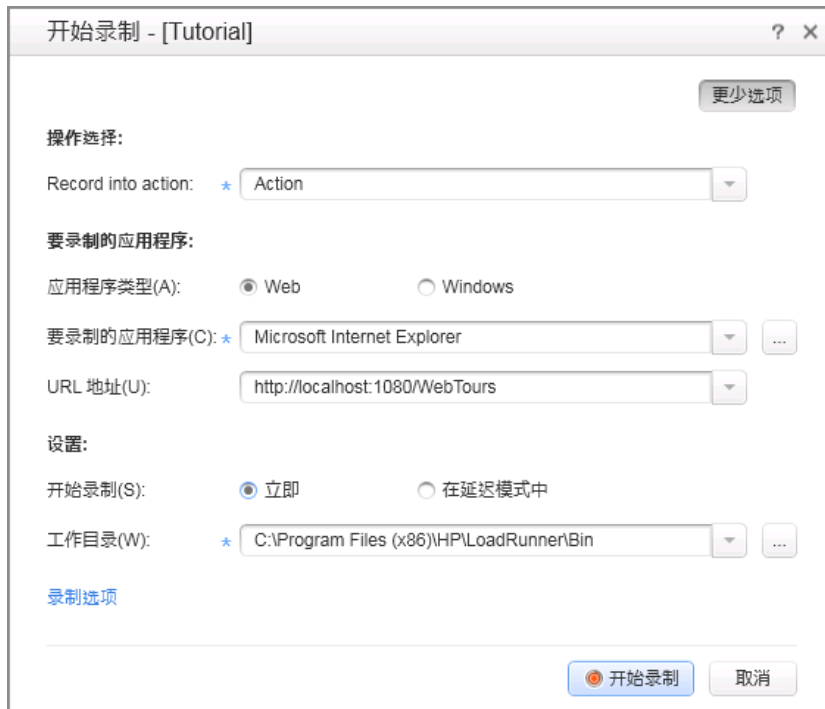 开始录制 - [Tutorial] ?
更少选项
操作选择:
Record into action: * Action
要录制的应用程序:
应用程序类型(A): Web Windows
要录制的应用程序(C): * Microsoft Internet Explorer ...
URL 地址(U): http://localhost:1080/WebTours
设置:
开始录制(S): 立即 在延迟模式中
工作目录(W): * C:\Program Files (x86)\HP\LoadRunner\Bin ...
录制选项
开始录制 取消